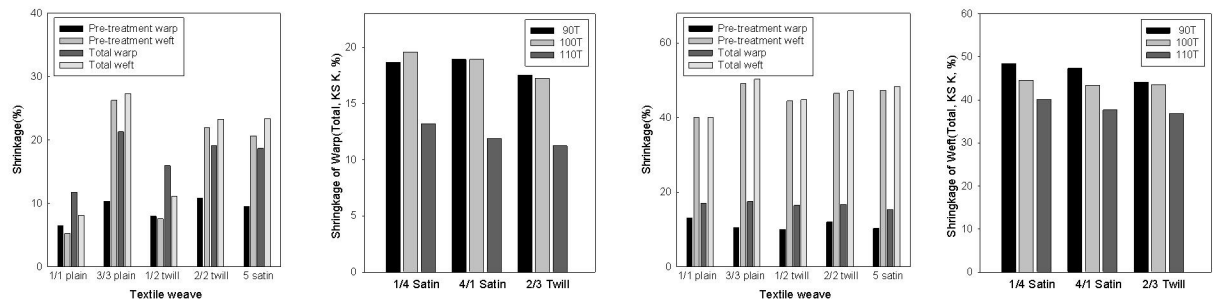 Shrinkage(%)
40
30
20
10
0
Pre-treatment warp
Pre-treatment weft
Total warp
Total weft
1/1 plain 3/3 plain 1/2 twill 2/2 twill 5 satin
Textile weave
Shringkage of Warp(Total, KS K, %)
20
15
10
5
0
90T
100T
110T
1/4 Satin 4/1 Satin 2/3 Twill
Shrinkage(%)
60
40
20
0
Pre-treatment warp
Pre-treatment weft
Total warp
Total weft
1/1 plain 3/3 plain 1/2 twill 2/2 twill 5 satin
Textile weave
Shringkage of Weft(Total, KS K, %)
60
50
40
30
20
10
0
90T
100T
110T
1/4 Satin 4/1 Satin 2/3 Twill